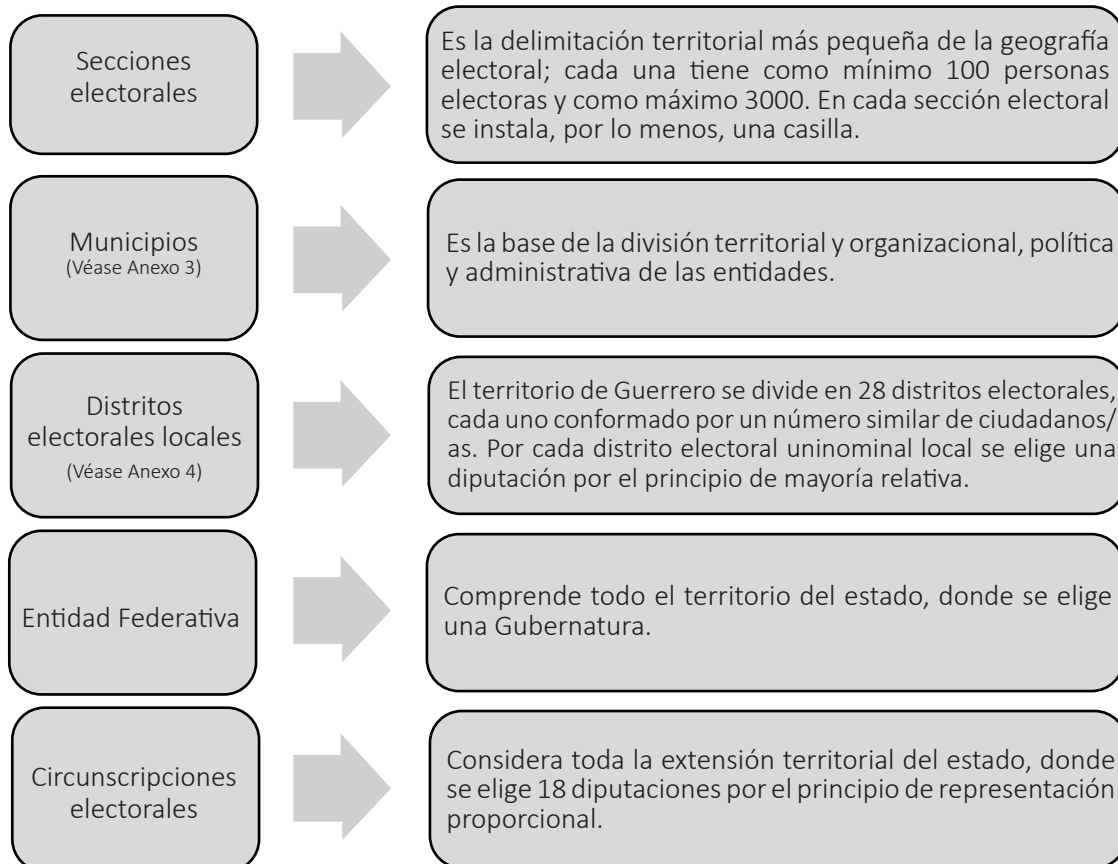 Secciones
electorales
Es la delimitación territorial más pequeña de la geografía
electoral; cada una tiene como mínimo 100 personas
electoras y como máximo 3000. En cada sección electoral
se instala, por lo menos, una casilla.
Municipios
(Véase Anexo 3)
Es la base de la división territorial y organizacional, política
y administrativa de las entidades.
Distritos
electorales locales
(Véase Anexo 4)
El territorio de Guerrero se divide en 28 distritos electorales,
cada uno conformado por un número similar de ciudadanos/
as. Por cada distrito electoral uninominal local se elige una
diputación por el principio de mayoría relativa.
Entidad Federativa
Comprende todo el territorio del estado, donde se elige
una Gubernatura.
Circunscripciones
electorales
Considera toda la extensión territorial del estado, donde
se elige 18 diputaciones por el principio de representación
proporcional.